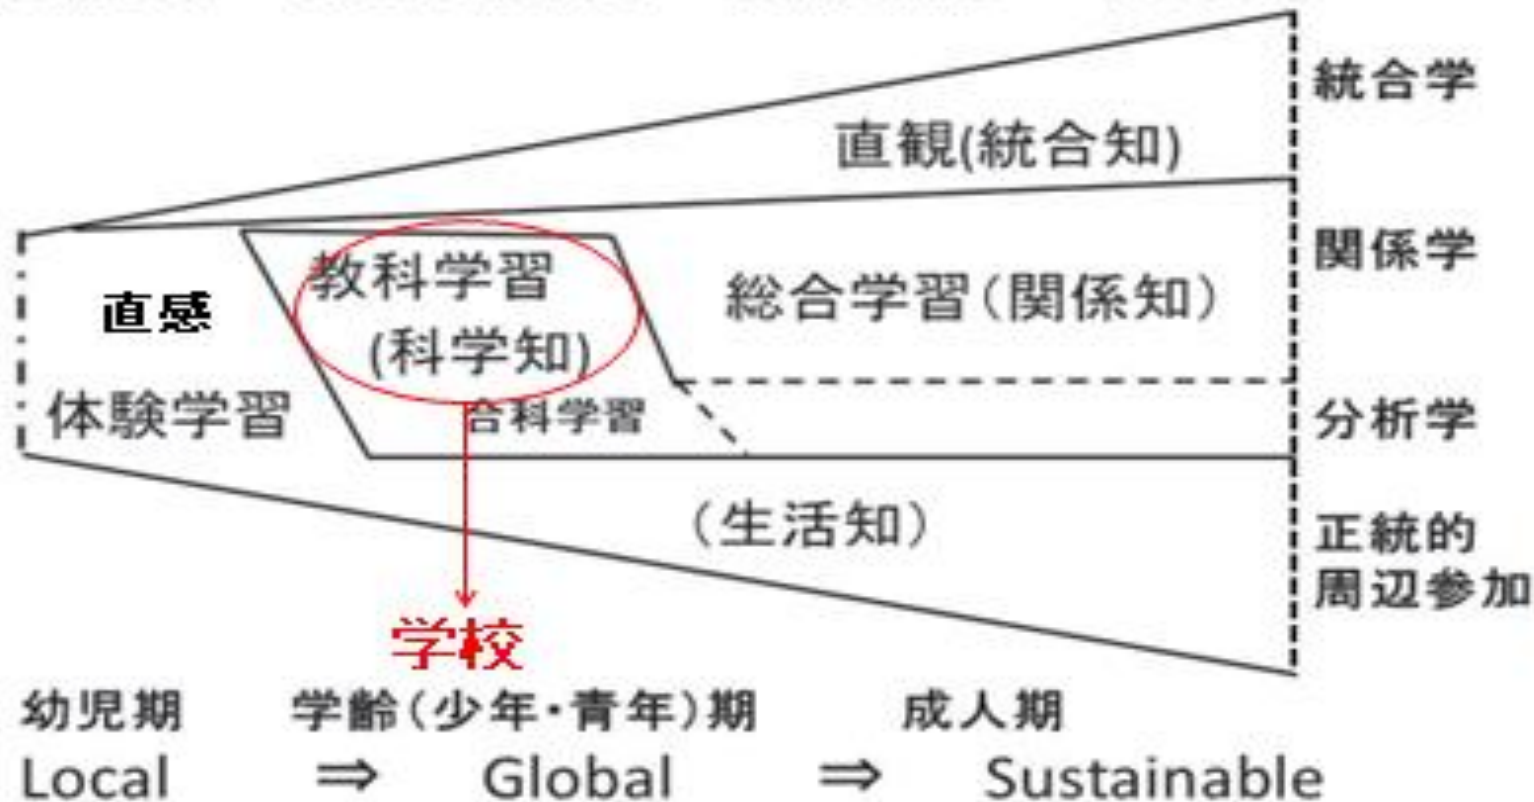 統合学
直観(統合知)
関係学
教科学習
(科学知)
総合学習(関係知)
直感
体験学習
合科学習
分析学
(生活知)
正統的
周辺参加
学校
幼児期 学齢(少年・青年)期 成人期
Local ⇒ Global ⇒ Sustainable